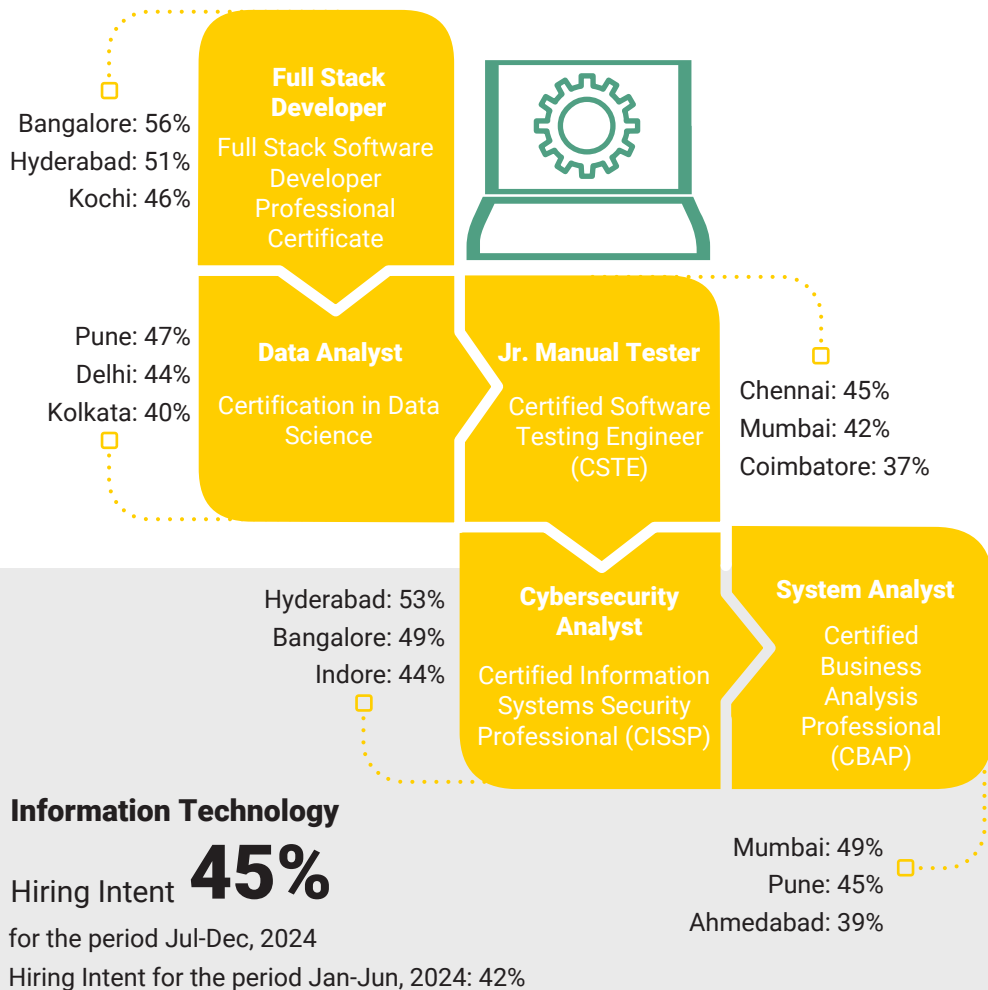 Full Stack
Developer
Full Stack Software
Developer
Professional
Certificate
Bangalore: 56%
Hyderabad: 51%
Kochi: 46%
Data Analyst
Certification in Data
Science
Pune: 47%
Delhi: 44%
Kolkata: 40%
Jr. Manual Tester
Certified Software
Testing Engineer
(CSTE)
Chennai: 45%
Mumbai: 42%
Coimbatore: 37%
Cybersecurity
Analyst
Certified Information
Systems Security
Professional (CISSP)
Hyderabad: 53%
Bangalore: 49%
Indore: 44%
System Analyst
Certified
Business
Analysis
Professional
(CBAP)
Mumbai: 49%
Pune: 45%
Ahmedabad: 39%
Information Technology
Hiring Intent 45%
for the period Jul-Dec, 2024
Hiring Intent for the period Jan-Jun, 2024: 42%